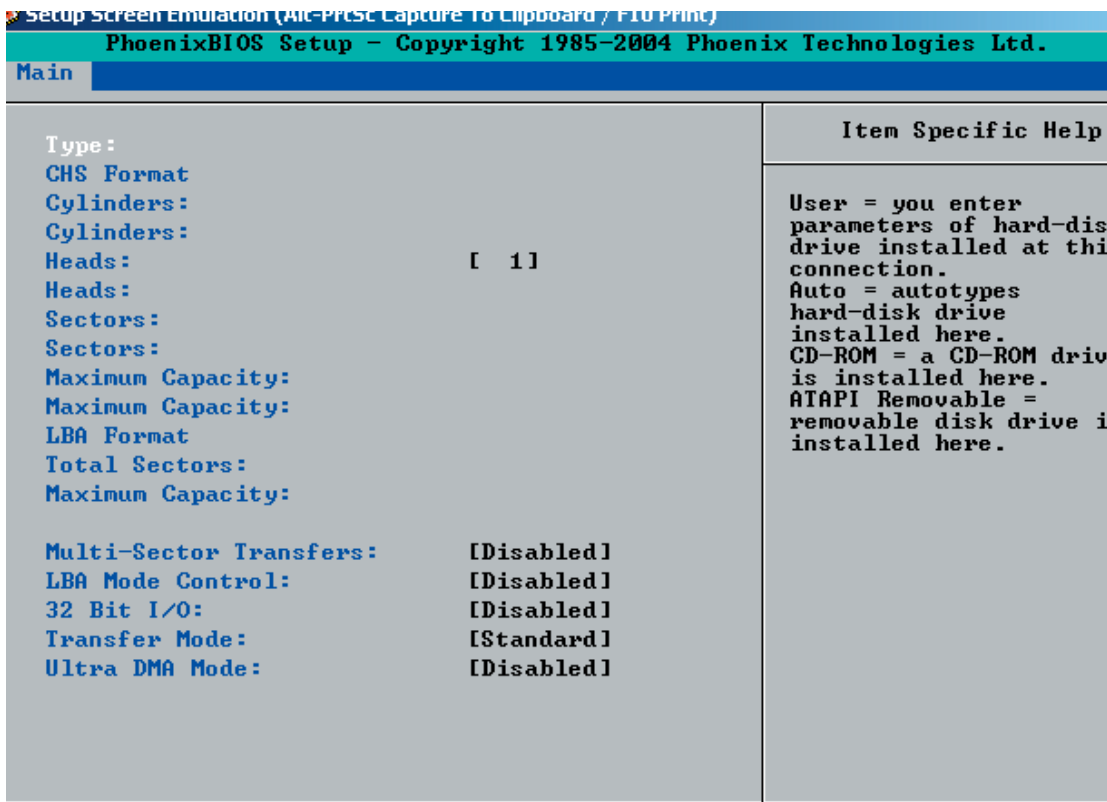 Setup Screen Emulation (Alt-PrtSc Capture To Clipboard / F10 Print)
PhoenixBIOS Setup - Copyright 1985-2004 Phoenix Technologies Ltd.
Main
Type:
CHS Format
Cylinders:
Cylinders:
Heads: [ 1]
Heads:
Sectors:
Sectors:
Maximum Capacity:
Maximum Capacity:
LBA Format
Total Sectors:
Maximum Capacity:
Multi-Sector Transfers: [Disabled]
LBA Mode Control: [Disabled]
32 Bit I/O: [Disabled]
Transfer Mode: [Standard]
Ultra DMA Mode: [Disabled]
Item Specific Help
User = you enter
parameters of hard-dis
drive installed at thi
connection.
Auto = autotypes
hard-disk drive
installed here.
CD-ROM = a CD-ROM driv
is installed here.
ATAPI Removable =
removable disk drive i
installed here.